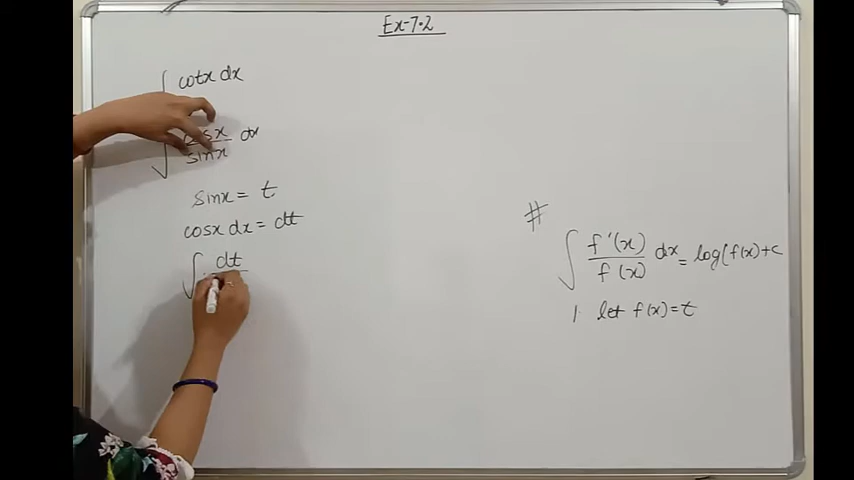 Ex-7.2
∫ cotx dx
∫ cosx/sinx dx
sinx = t
cosx dx = dt
∫ dt
#
∫ f'(x)/f(x) dx = log(f(x)+c
1. let f(x)=t